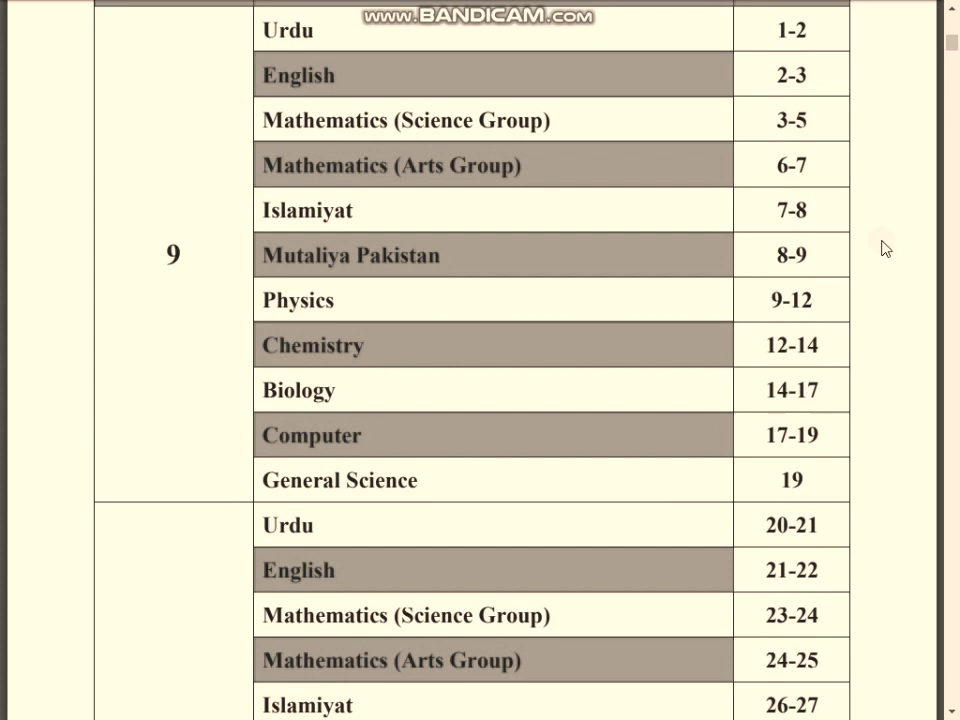 www.BANDICAM.com
Urdu 1-2
English 2-3
Mathematics (Science Group) 3-5
Mathematics (Arts Group) 6-7
Islamiyat 7-8
9 Mutaliya Pakistan 8-9
Physics 9-12
Chemistry 12-14
Biology 14-17
Computer 17-19
General Science 19
Urdu 20-21
English 21-22
Mathematics (Science Group) 23-24
Mathematics (Arts Group) 24-25
Islamiyat 26-27